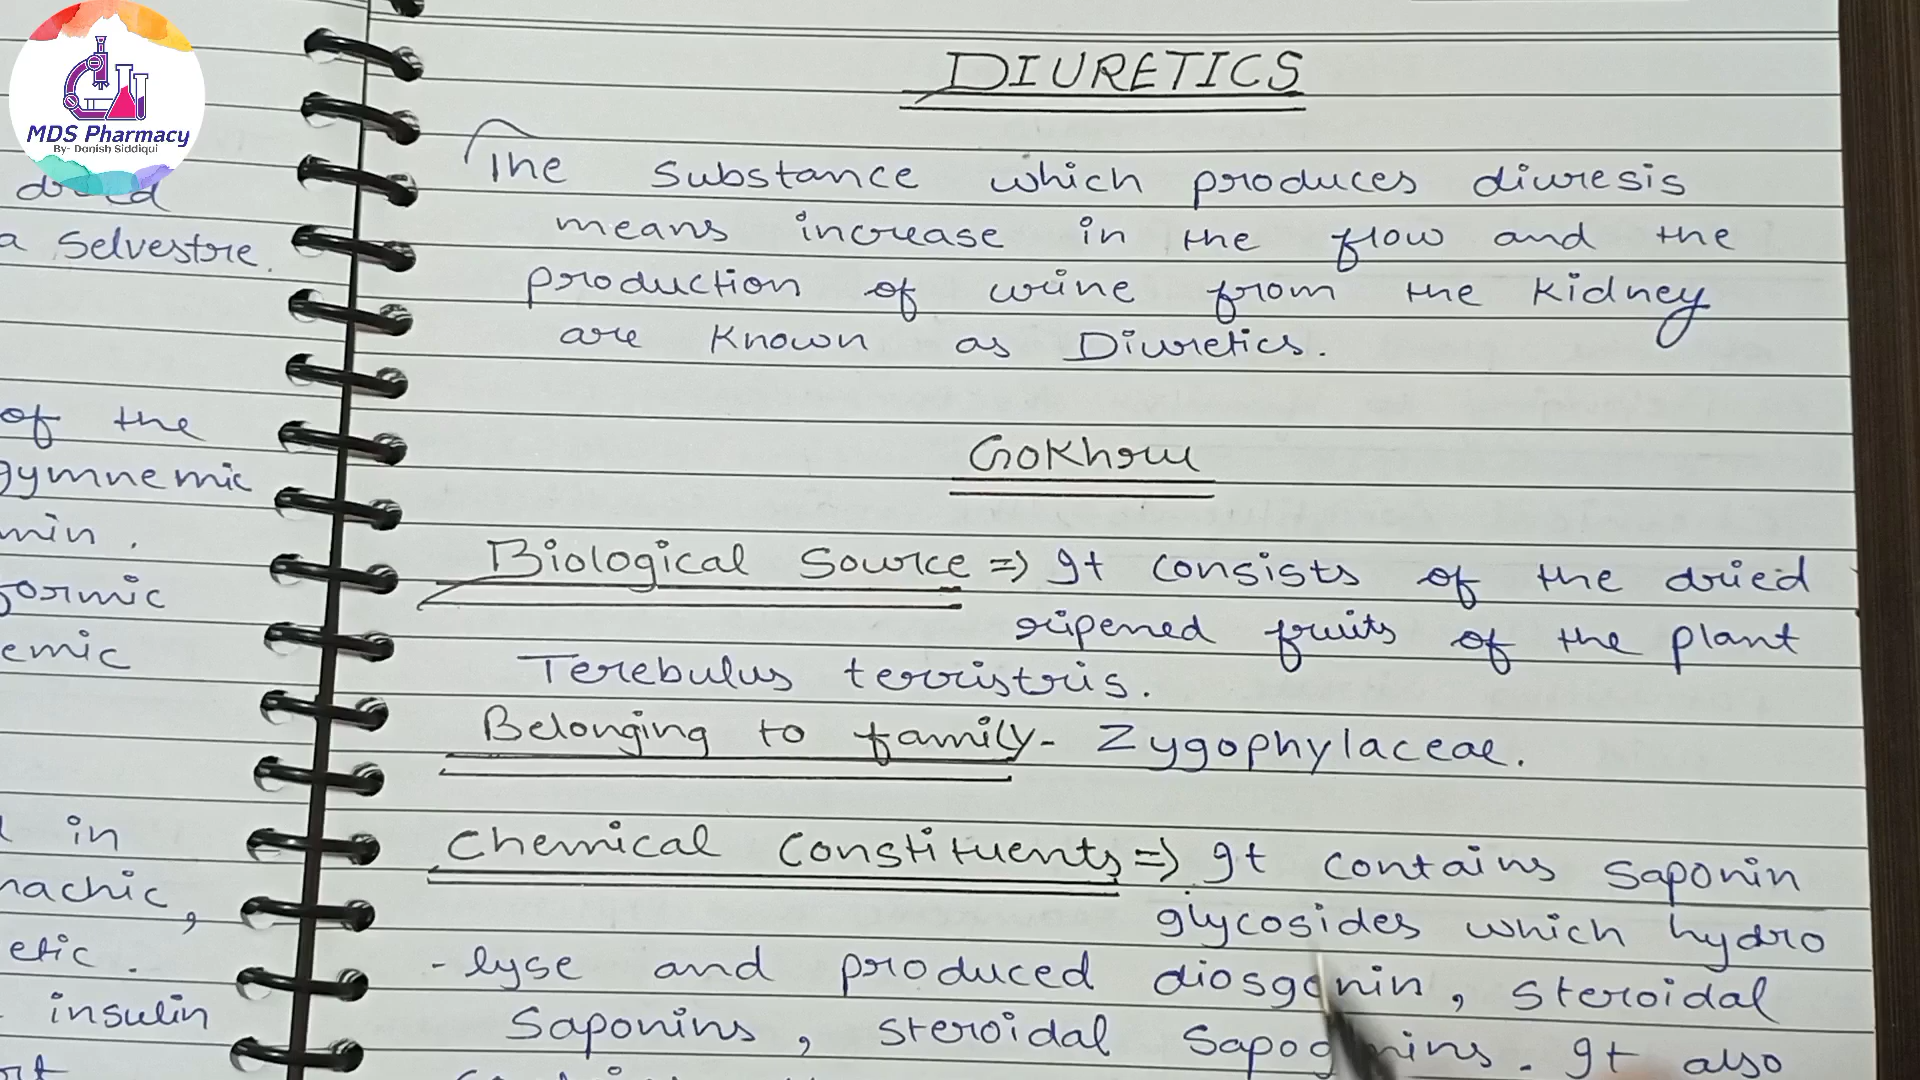 MDS Pharmacy
By- Danish Siddiqui
dried
a Selvestre.
of the
gymnemic
min.
formic
emic
in
machic,
etic.
insulin
DIURETICS
The Substance which produces diuresis
means increase in the flow and the
production of urine from the Kidney
are Known as Diuretics.
GoKhru
Biological Source => It consists of the dried
ripened fruits of the plant
Terebulus terristris.
Belonging to family- Zygophylaceae.
Chemical Constituents => It contains Saponin
glycosides which hydro
-lyse and produced diosgenin, steroidal
Saponins, steroidal Sapogenins. It also